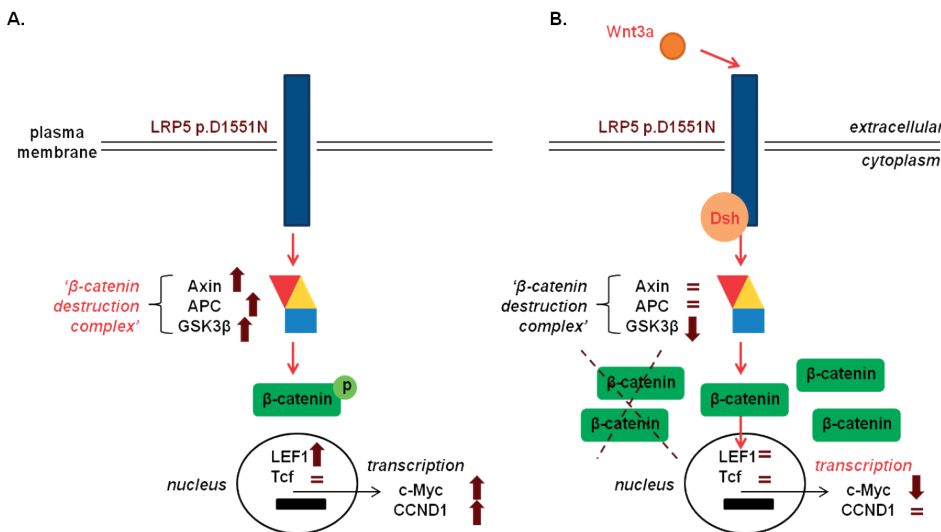 A.
plasma
membrane
LRP5 p.D1551N
'β-catenin
destruction
complex'
Axin
APC
GSK3β
β-catenin
p
nucleus
LEF1
Tcf =
transcription
c-Myc
CCND1
B.
Wnt3a
LRP5 p.D1551N
extracellular
cytoplasm
Dsh
'β-catenin
destruction
complex'
Axin =
APC =
GSK3β
β-catenin
β-catenin
β-catenin
β-catenin
β-catenin
nucleus
LEF1 =
Tcf =
transcription
c-Myc
CCND1 =